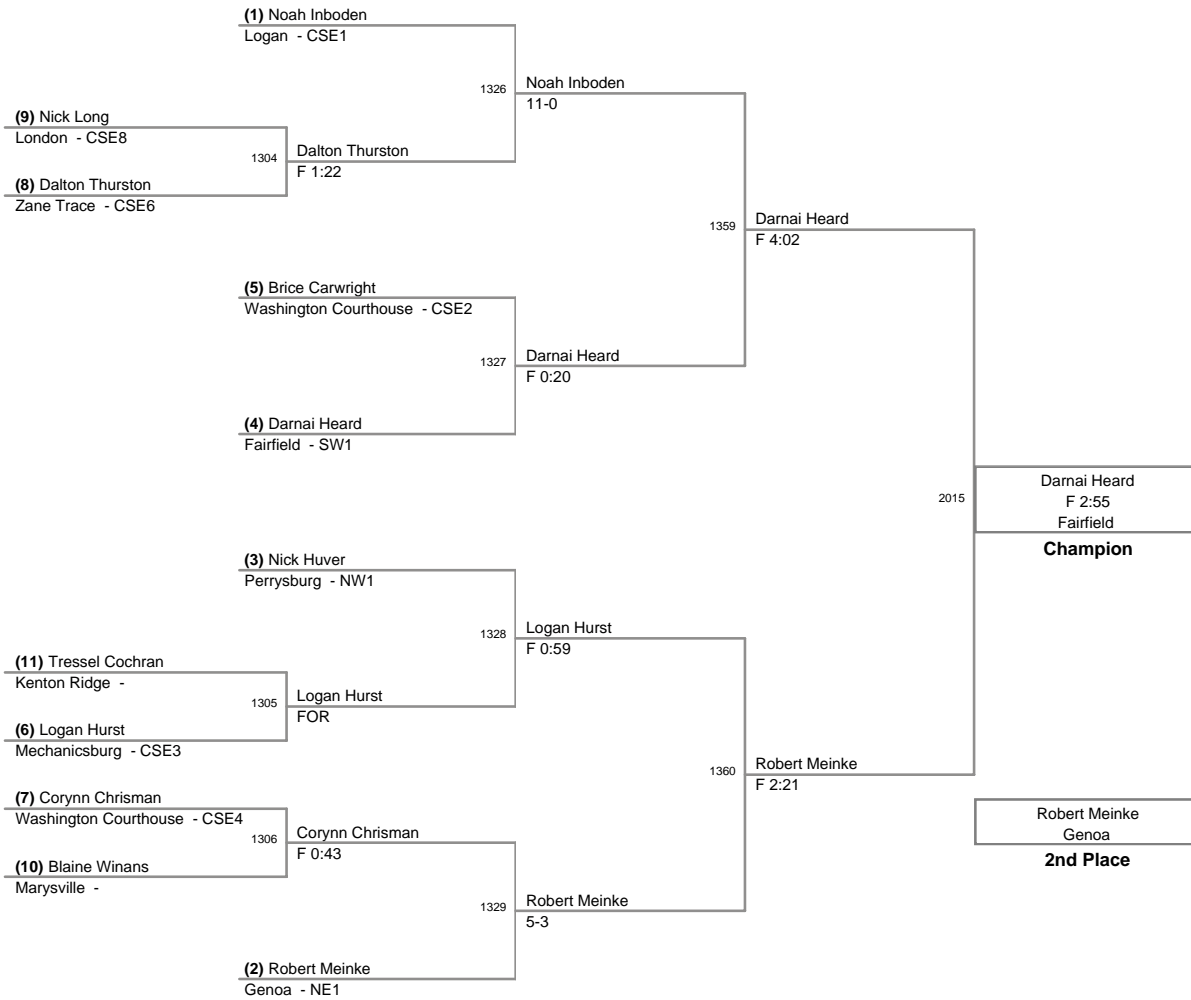 (1) Noah Inboden
Logan - CSE1
1326
Noah Inboden
11-0
(9) Nick Long
London - CSE8
1304
Dalton Thurston
F 1:22
(8) Dalton Thurston
Zane Trace - CSE6
1359
Darnai Heard
F 4:02
(5) Brice Carwright
Washington Courthouse - CSE2
1327
Darnai Heard
F 0:20
(4) Darnai Heard
Fairfield - SW1
2015
Darnai Heard
F 2:55
Fairfield
Champion
(3) Nick Huver
Perrysburg - NW1
1328
Logan Hurst
F 0:59
(11) Tressel Cochran
Kenton Ridge -
1305
Logan Hurst
FOR
(6) Logan Hurst
Mechanicsburg - CSE3
1360
Robert Meinke
F 2:21
(7) Corynn Chrisman
Washington Courthouse - CSE4
1306
Corynn Chrisman
F 0:43
(10) Blaine Winans
Marysville -
Robert Meinke
Genoa
2nd Place
1329
Robert Meinke
5-3
(2) Robert Meinke
Genoa - NE1